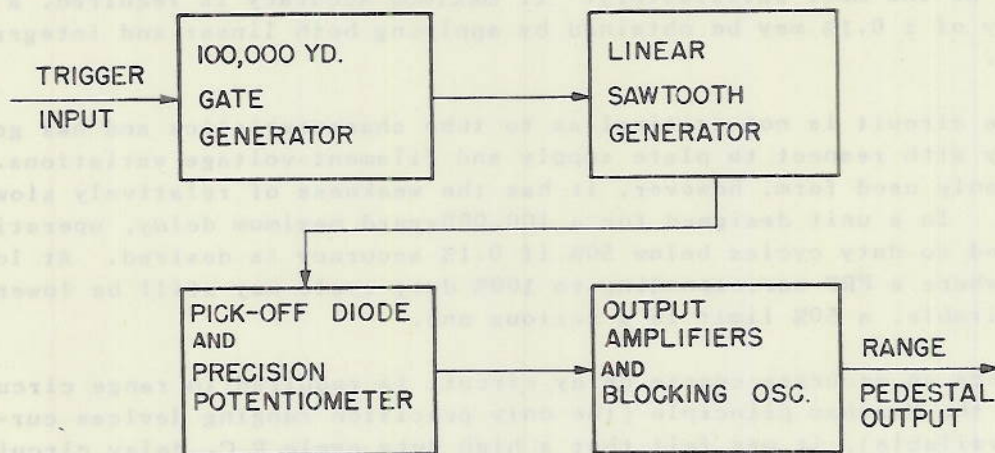 TRIGGER
INPUT
100,000 YD.
GATE
GENERATOR
LINEAR
SAWTOOTH
GENERATOR
PICK-OFF DIODE
AND
PRECISION
POTENTIOMETER
OUTPUT
AMPLIFIERS
AND
BLOCKING OSC.
RANGE
PEDESTAL
OUTPUT